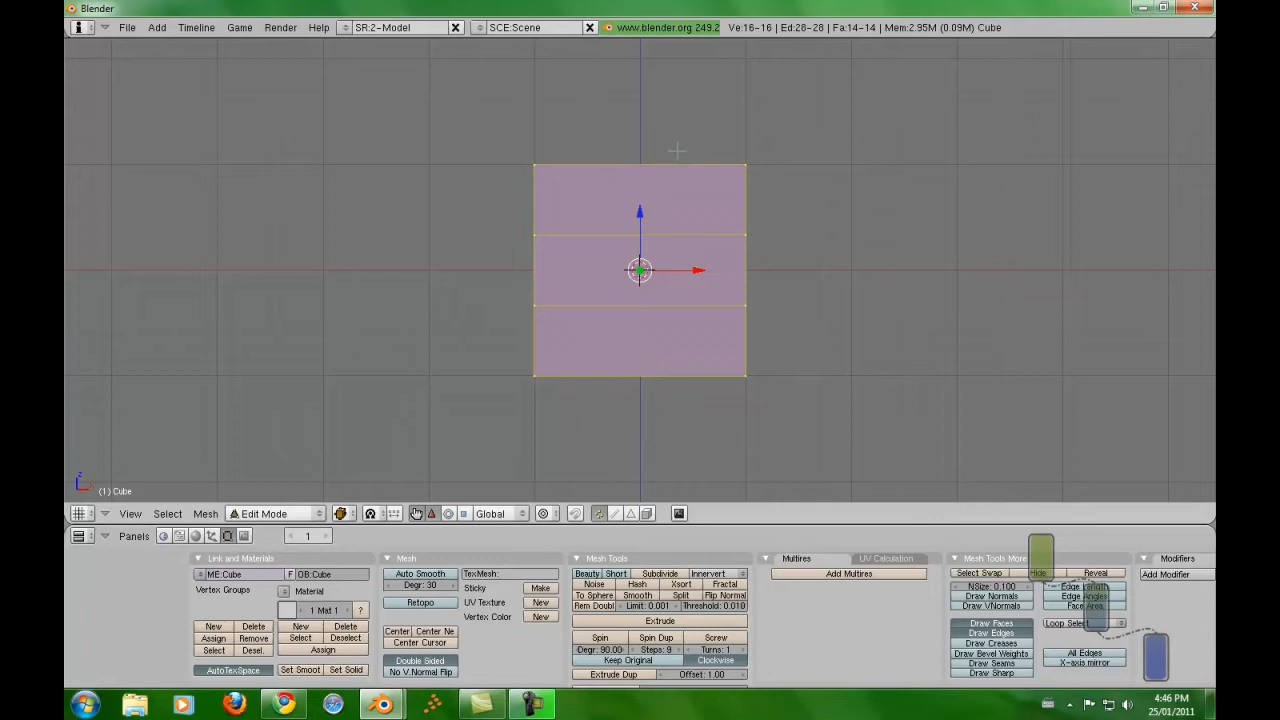 Blender
File Add Timeline Game Render Help SR:2-Model SCE:Scene www.blender.org 249.2 Ve:16-16 | Ed:28-28 | Fa:14-14 | Mem:2.95M (0.09M) Cube
z
(1) Cube
View Select Mesh Edit Mode Global
Panels 1
Link and Materials
ME:Cube F OB:Cube
Vertex Groups
Material
1 Mat 1 ?
New Delete New Delete
Assign Remove Select Deselect
Select Desel. Assign
AutoTexSpace Set Smoot Set Solid
Mesh
Auto Smooth
Degr: 30
Retopo
TexMesh:
Sticky Make
UV Texture New
Vertex Color New
Center Center Ne
Center Cursor
Double Sided
No V.Normal Flip
Mesh Tools
Beauty Short Subdivide Innervert
Noise Hash Xsort Fractal
To Sphere Smooth Split Flip Normal
Rem Doubl Limit: 0.001 Threshold: 0.010
Extrude
Spin Spin Dup Screw
Degr: 90.00 Steps: 9 Turns: 1
Keep Original Clockwise
Extrude Dup Offset: 1.00
Multires UV Calculation
Add Multires
Mesh Tools More
Select Swap Hide Reveal
NSize: 0.100 Edge Length
Draw Normals Edge Angles
Draw VNormals Face Area
Draw Faces Loop Select
Draw Edges
Draw Creases
Draw Bevel Weights All Edges
Draw Seams X-axis mirror
Draw Sharp
Modifiers
Add Modifier
4:46 PM
25/01/2011